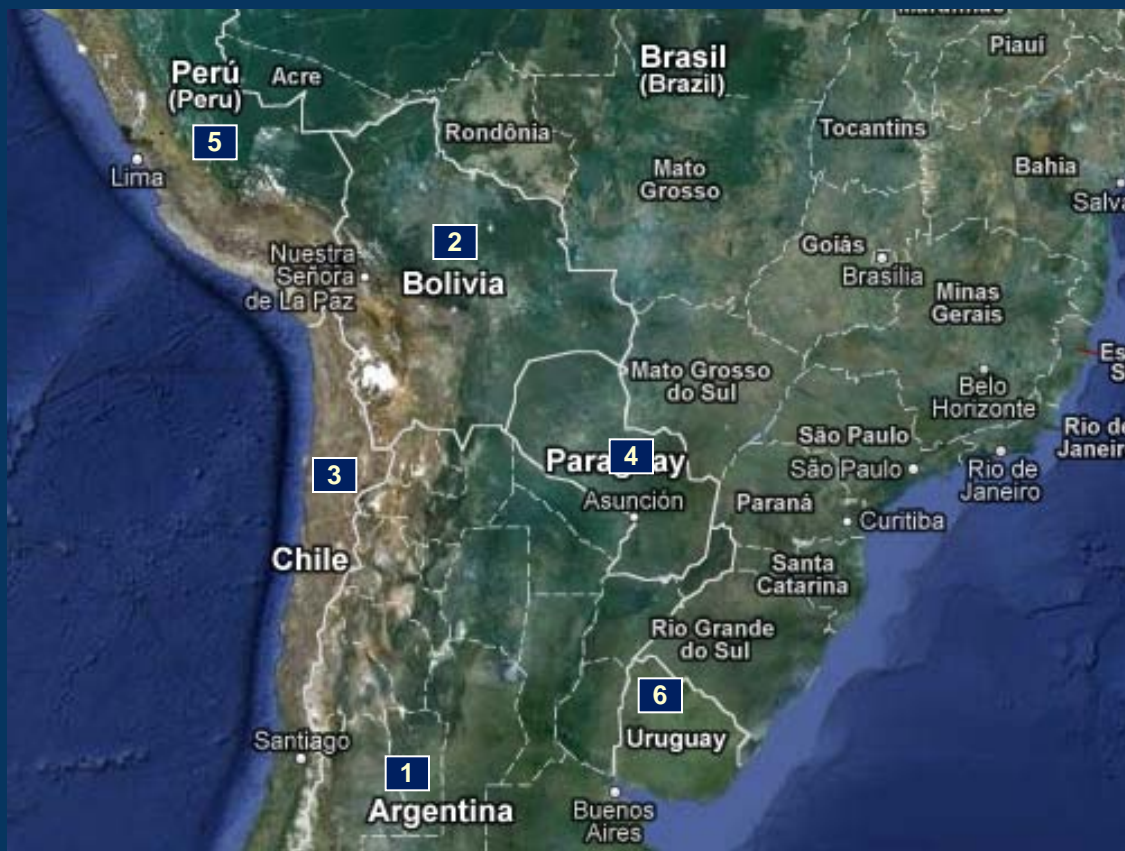 Piauí
Brasil
(Brazil)
Perú
(Peru)
Acre
5
Rondônia
Tocantins
Lima
Mato
Grosso
Bahia
2
Nuestra
Señora
de La Paz
Bolivia
Goiás
Brasília
Minas
Gerais
Mato Grosso
do Sul
Belo
Horizonte
3
4
São Paulo
São Paulo
Rio de
Janeiro
Asunción
Paraná
Curitiba
Chile
Santa
Catarina
Rio Grande
do Sul
6
Uruguay
Santiago
1
Argentina
Buenos
Aires